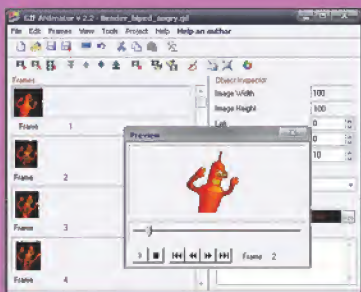 GIF Animator v 2.2 - Bender_biped_angry.gif
File Edit Frames View Tools Project Help Help an author
Frames
Object Inspector
Image Width 100
Image Height 100
Left 0
0
10
Frame 1
Frame 2
Frame 3
Frame 4
Preview
Frame 2